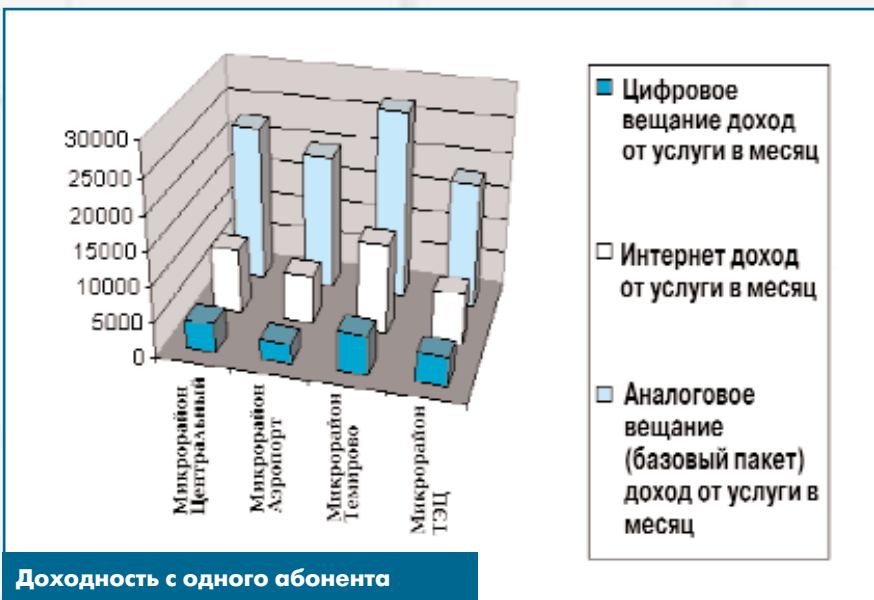 30000
25000
20000
15000
10000
5000
0
Микрорайон
Центральный
Микрорайон
Аэропорт
Микрорайон
Темирово
Микрорайон
ТЭЦ
Цифровое
вещание доход
от услуги в месяц
Интернет доход
от услуги в месяц
Аналоговое
вещание
(базовый пакет)
доход от услуги в
месяц
Доходность с одного абонента